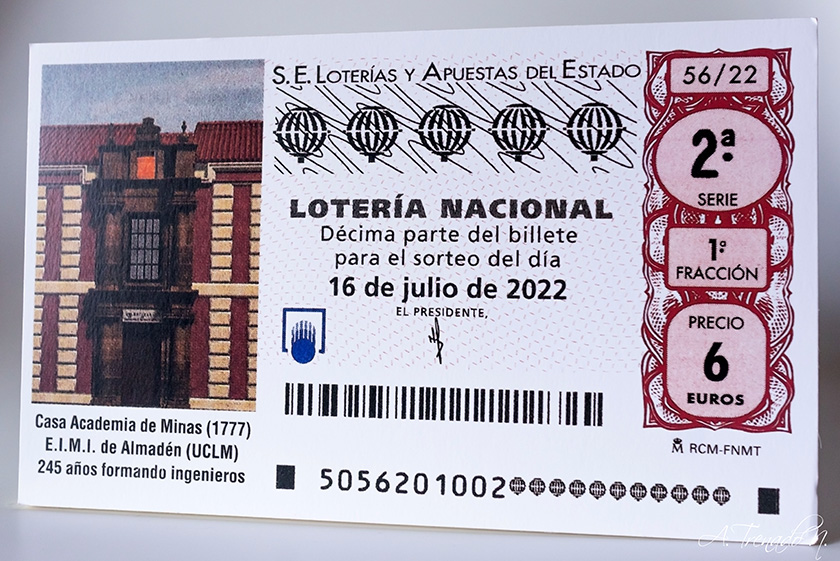 S.E. LOTERÍAS Y APUESTAS DEL ESTADO
LOTERÍA NACIONAL
Décima parte del billete
para el sorteo del día
16 de julio de 2022
EL PRESIDENTE,
56/22
2ª
SERIE
1ª
FRACCIÓN
PRECIO
6
EUROS
RCM-FNMT
Casa Academia de Minas (1777)
E.I.M.I. de Almadén (UCLM)
245 años formando ingenieros
5056201002
A. Trenado N.